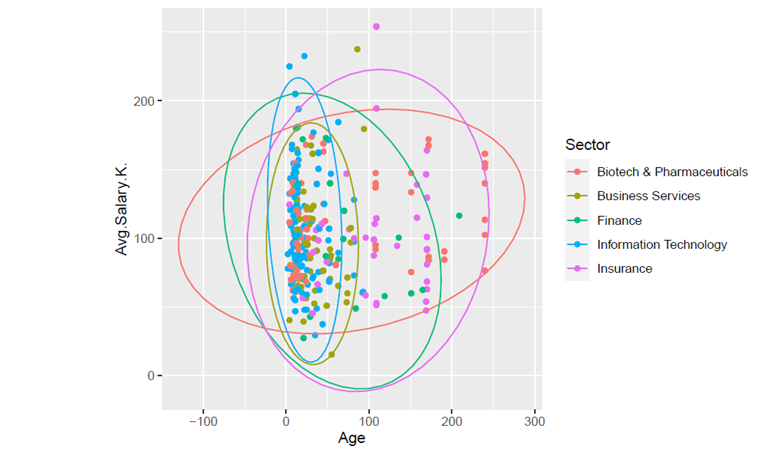 200
100
0
Avg.Salary.K.
−100
0
100
200
300
Age
Sector
Biotech & Pharmaceuticals
Business Services
Finance
Information Technology
Insurance